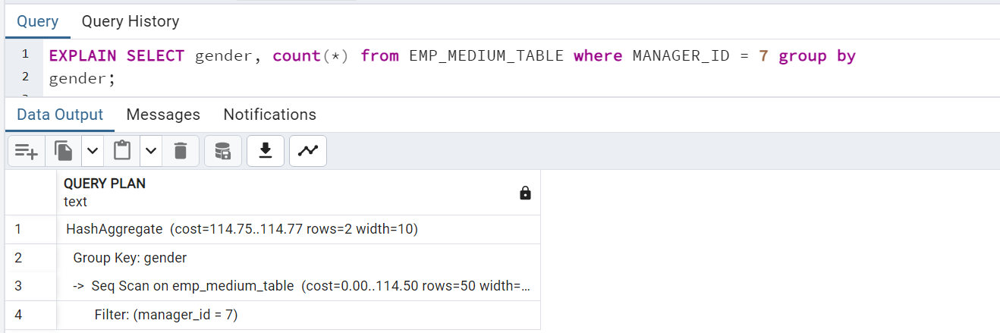 Query Query History
1 EXPLAIN SELECT gender, count(*) from EMP_MEDIUM_TABLE where MANAGER_ID = 7 group by
2 gender;
Data Output Messages Notifications
QUERY PLAN
text
1 HashAggregate (cost=114.75..114.77 rows=2 width=10)
2 Group Key: gender
3 -> Seq Scan on emp_medium_table (cost=0.00..114.50 rows=50 width=...
4 Filter: (manager_id = 7)